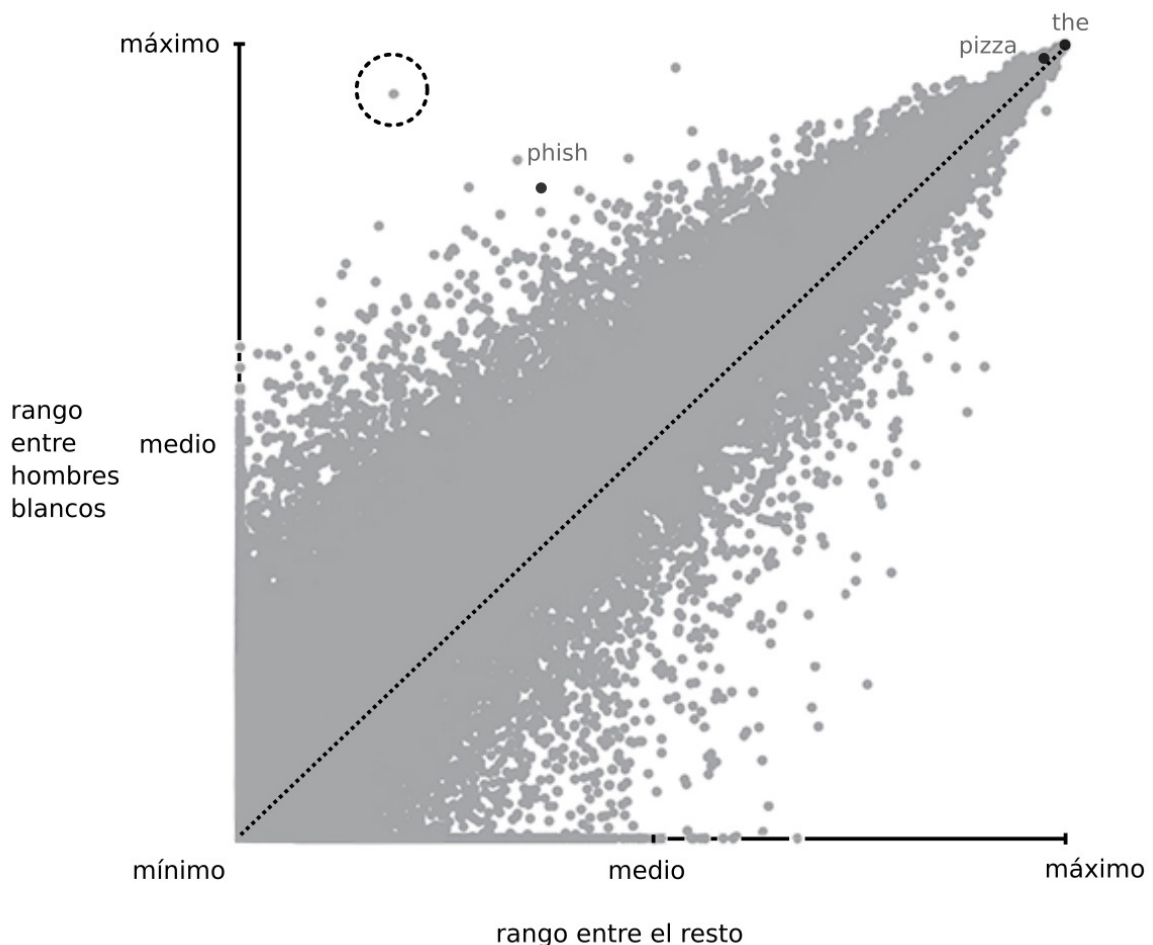 the
máximo
pizza
phish
rango
entre
hombres
blancos
medio
mínimo
medio
máximo
rango entre el resto